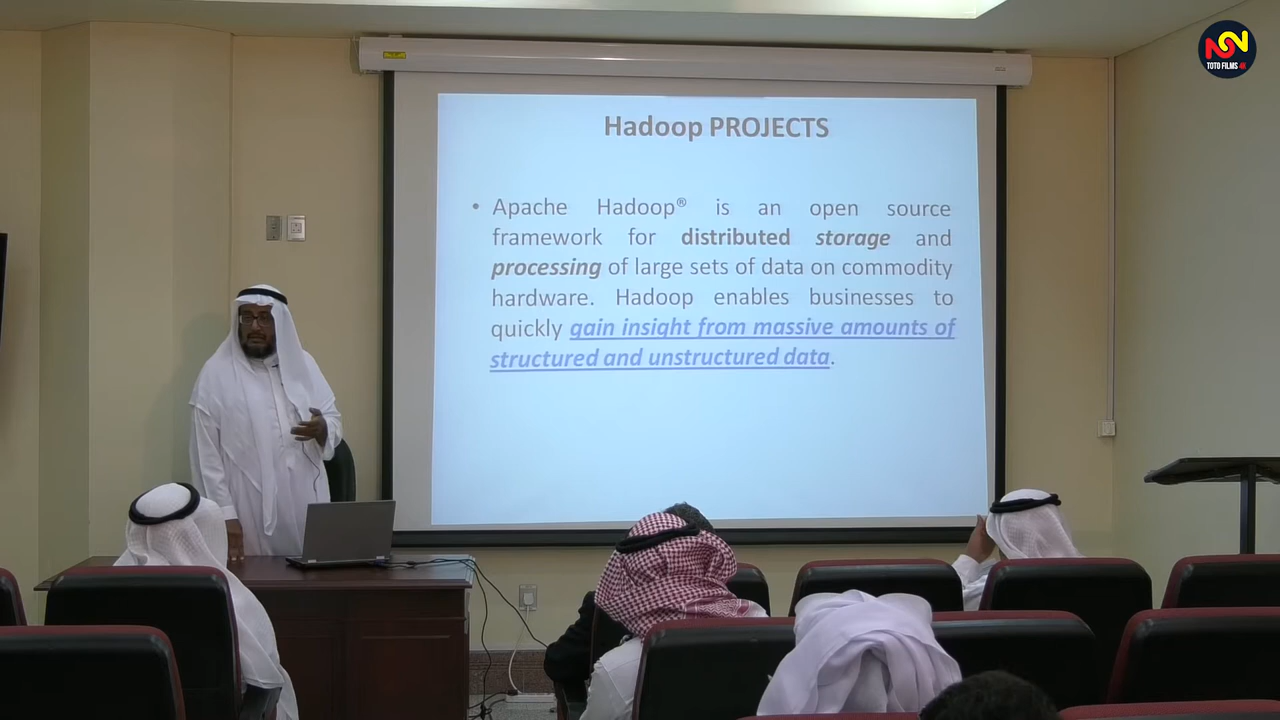 TOTO FILMS 4K
Hadoop PROJECTS
• Apache Hadoop® is an open source
framework for distributed storage and
processing of large sets of data on commodity
hardware. Hadoop enables businesses to
quickly gain insight from massive amounts of
structured and unstructured data.